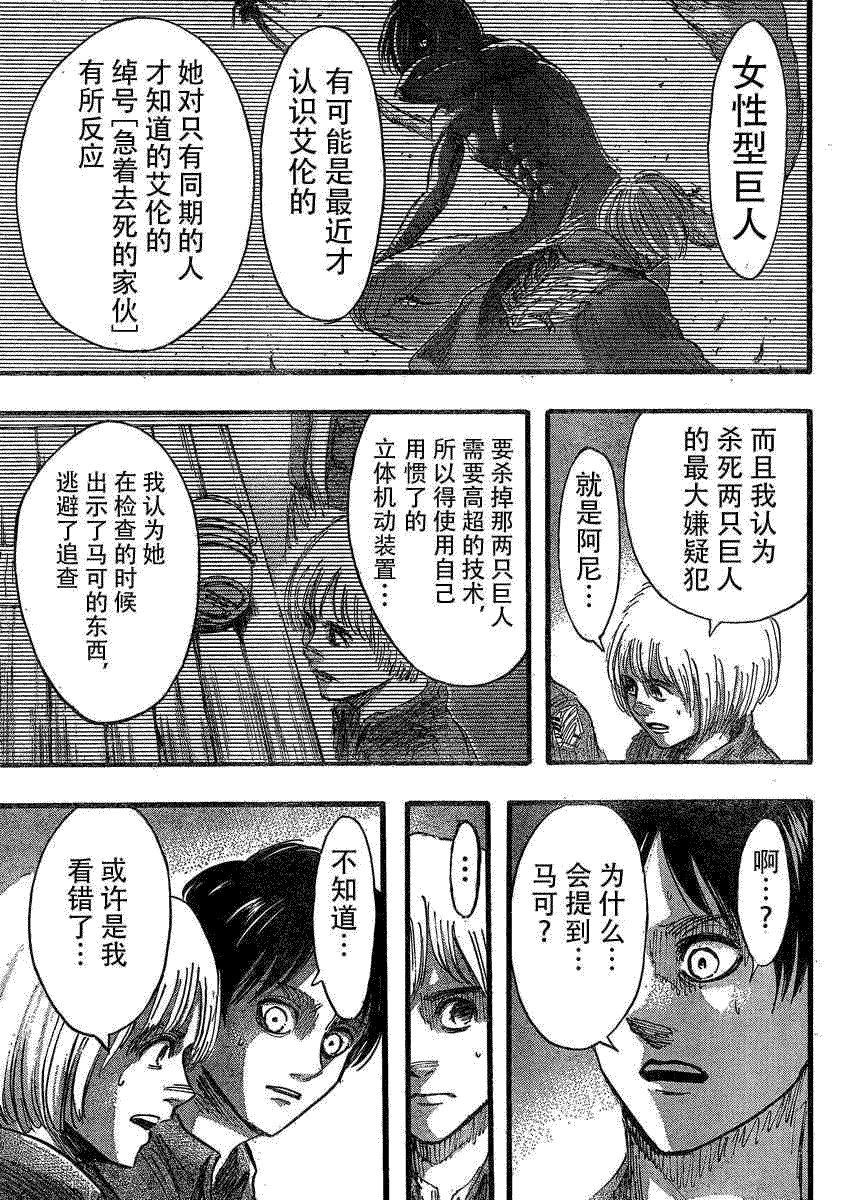 女性型巨人
有可能是最近才
认识艾伦的
她对只有同期的人
才知道的艾伦的
绰号[急着去死的家伙]
有所反应
而且我认为
杀死两只巨人
的最大嫌疑犯
就是阿尼…
要杀掉那两只巨人
需要高超的技术,
所以得使用自己
用惯了的
立体机动装置…
我认为她
在检查的时候
出示了马可的东西,
逃避了追查
啊…?
为什么…
会提到…
马可?
…
不知道…
或许是我
看错了…